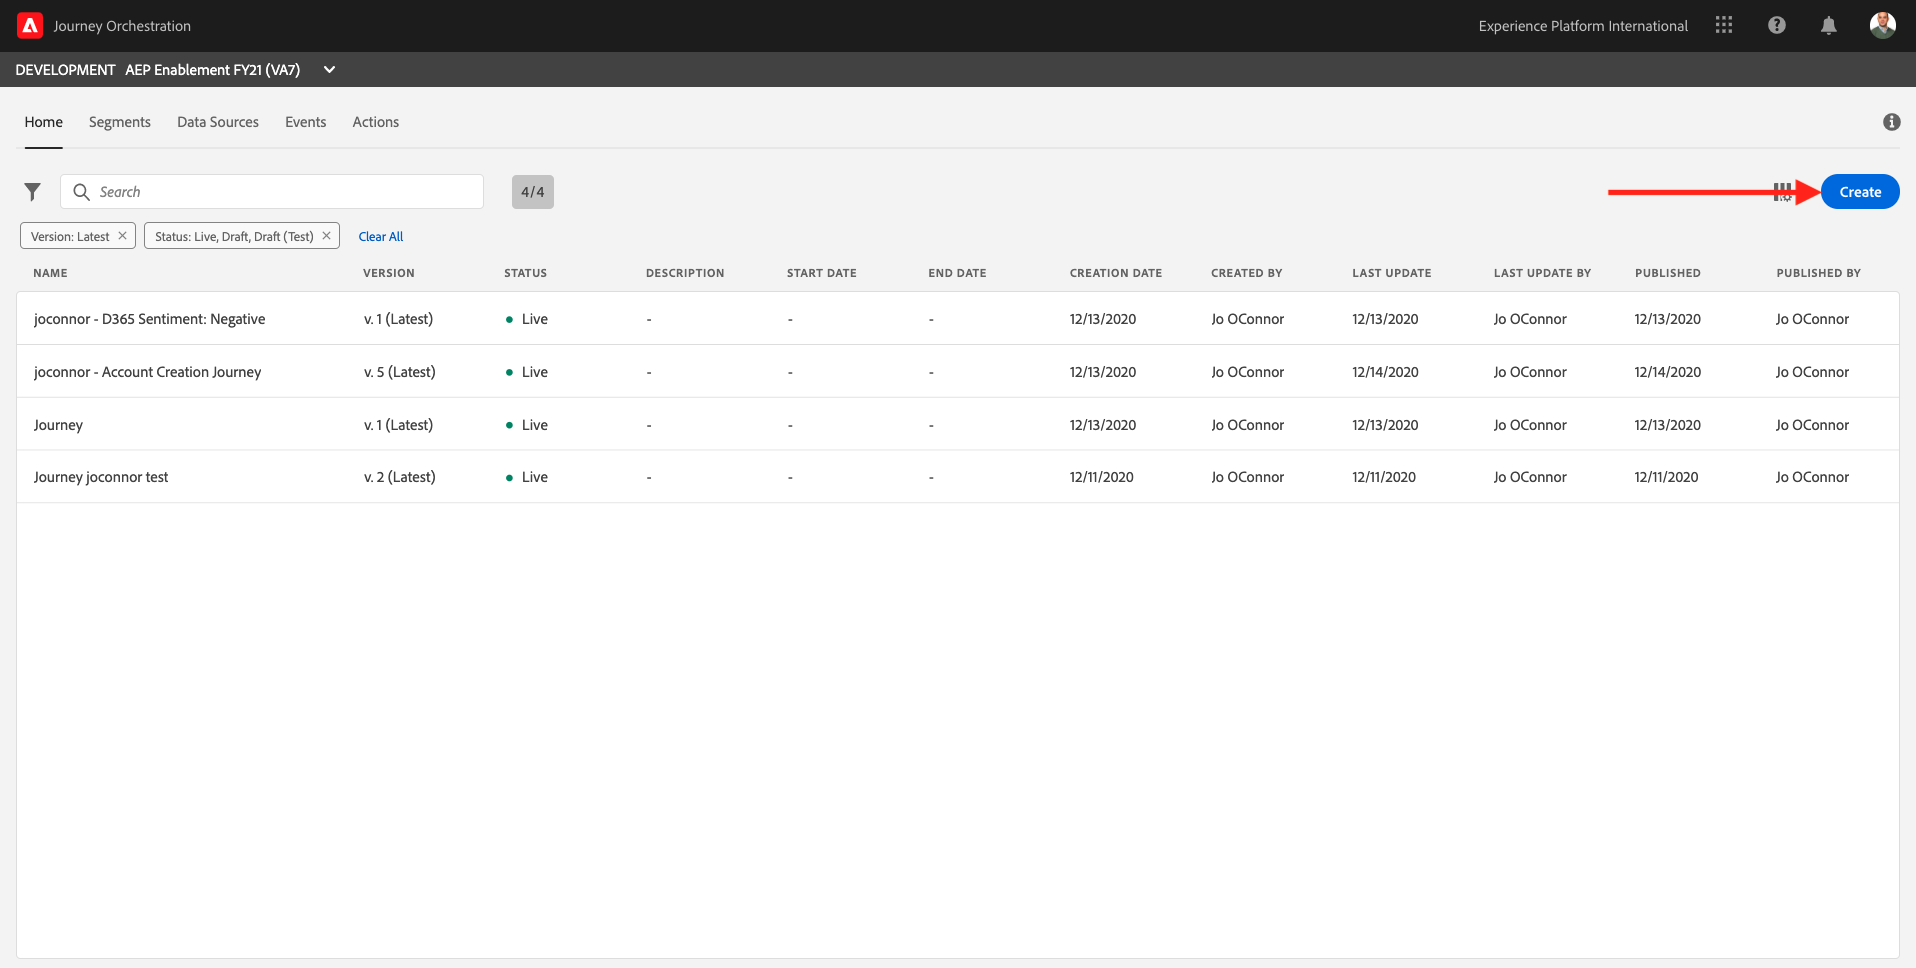 Journey Orchestration
Experience Platform International
DEVELOPMENT AEP Enablement FY21 (VA7)
Home Segments Data Sources Events Actions
Search 4/4 Create
Version: Latest Status: Live, Draft, Draft (Test) Clear All
NAME VERSION STATUS DESCRIPTION START DATE END DATE CREATION DATE CREATED BY LAST UPDATE LAST UPDATE BY PUBLISHED PUBLISHED BY
joconnor - D365 Sentiment: Negative v. 1 (Latest) Live - - - 12/13/2020 Jo OConnor 12/13/2020 Jo OConnor 12/13/2020 Jo OConnor
joconnor - Account Creation Journey v. 5 (Latest) Live - - - 12/13/2020 Jo OConnor 12/14/2020 Jo OConnor 12/14/2020 Jo OConnor
Journey v. 1 (Latest) Live - - - 12/13/2020 Jo OConnor 12/13/2020 Jo OConnor 12/13/2020 Jo OConnor
Journey joconnor test v. 2 (Latest) Live - - - 12/11/2020 Jo OConnor 12/11/2020 Jo OConnor 12/11/2020 Jo OConnor